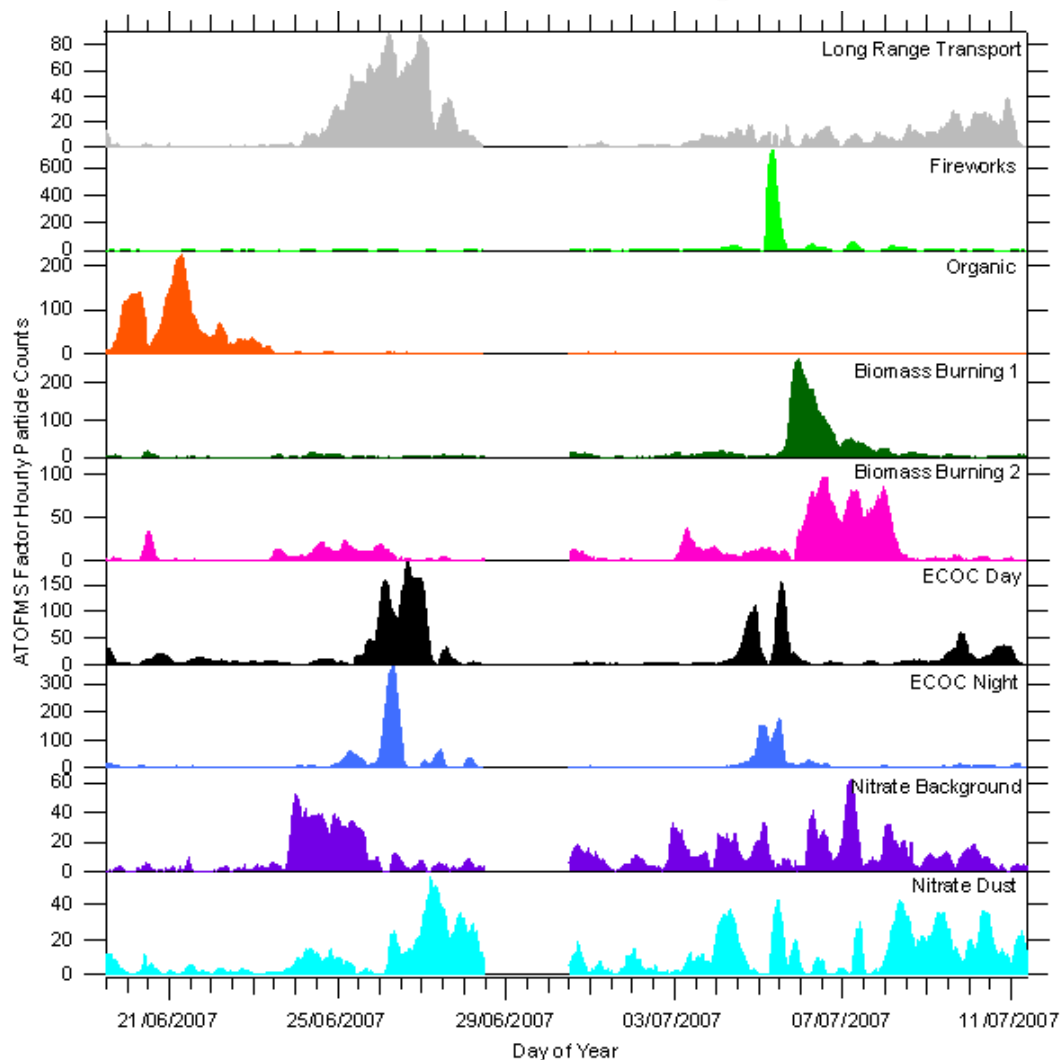 ATOFMS Factor Hourly Particle Counts
80
60
40
20
0
Long Range Transport
600
400
200
0
Fireworks
200
100
0
Organic
200
100
0
Biomass Burning 1
100
50
0
Biomass Burning 2
150
100
50
0
ECOC Day
300
200
100
0
ECOC Night
60
40
20
0
Nitrate Background
40
20
0
Nitrate Dust
21/06/2007 25/06/2007 29/06/2007 03/07/2007 07/07/2007 11/07/2007
Day of Year